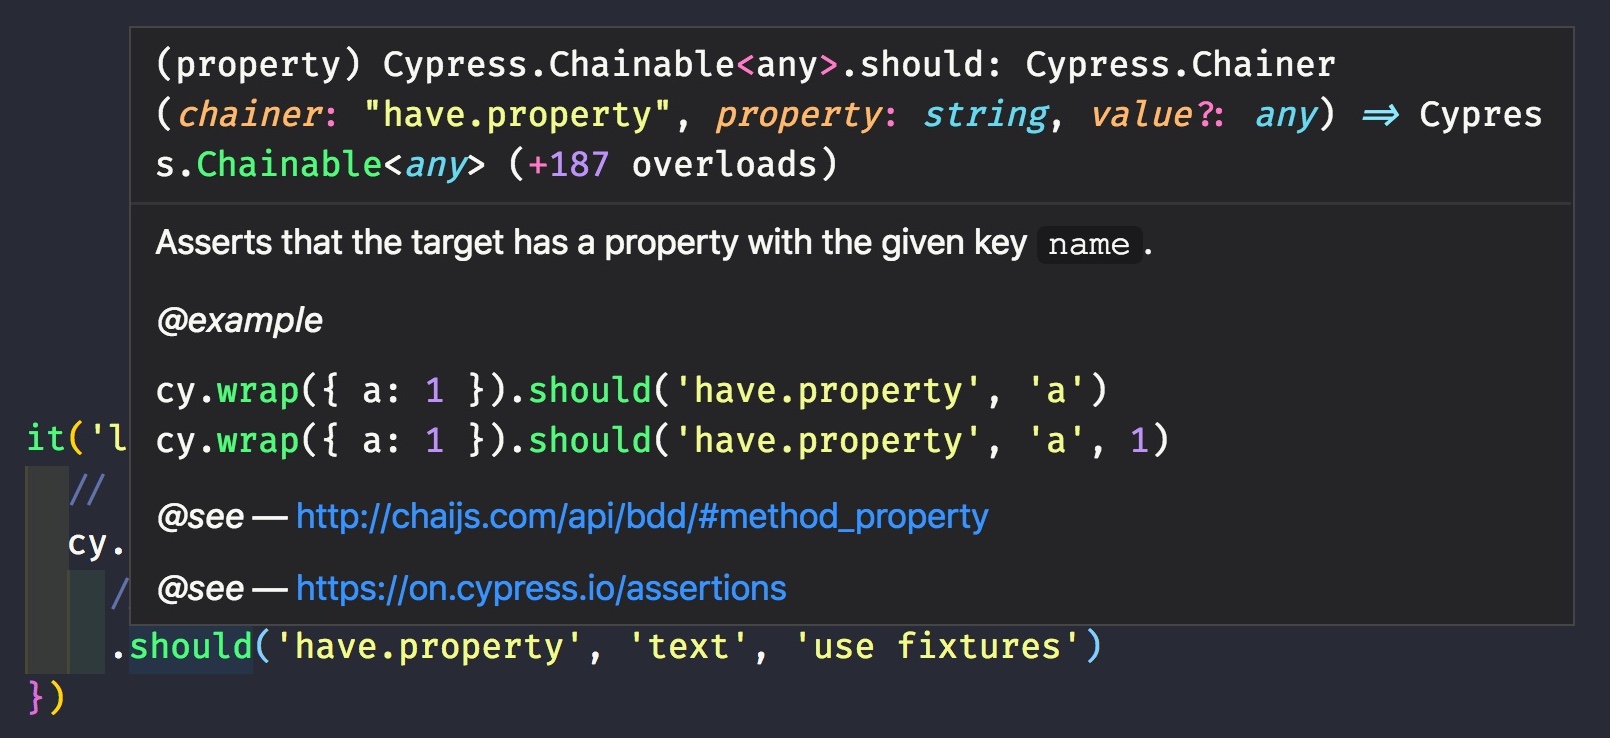 (property) Cypress.Chainable<any>.should: Cypress.Chainer
(chainer: "have.property", property: string, value?: any) => Cypres
s.Chainable<any> (+187 overloads)
Asserts that the target has a property with the given key name.
@example
cy.wrap({ a: 1 }).should('have.property', 'a')
it('l
cy.wrap({ a: 1 }).should('have.property', 'a', 1)
//
@see — http://chaijs.com/api/bdd/#method_property
cy.
@see — https://on.cypress.io/assertions
/
.should('have.property', 'text', 'use fixtures')
})